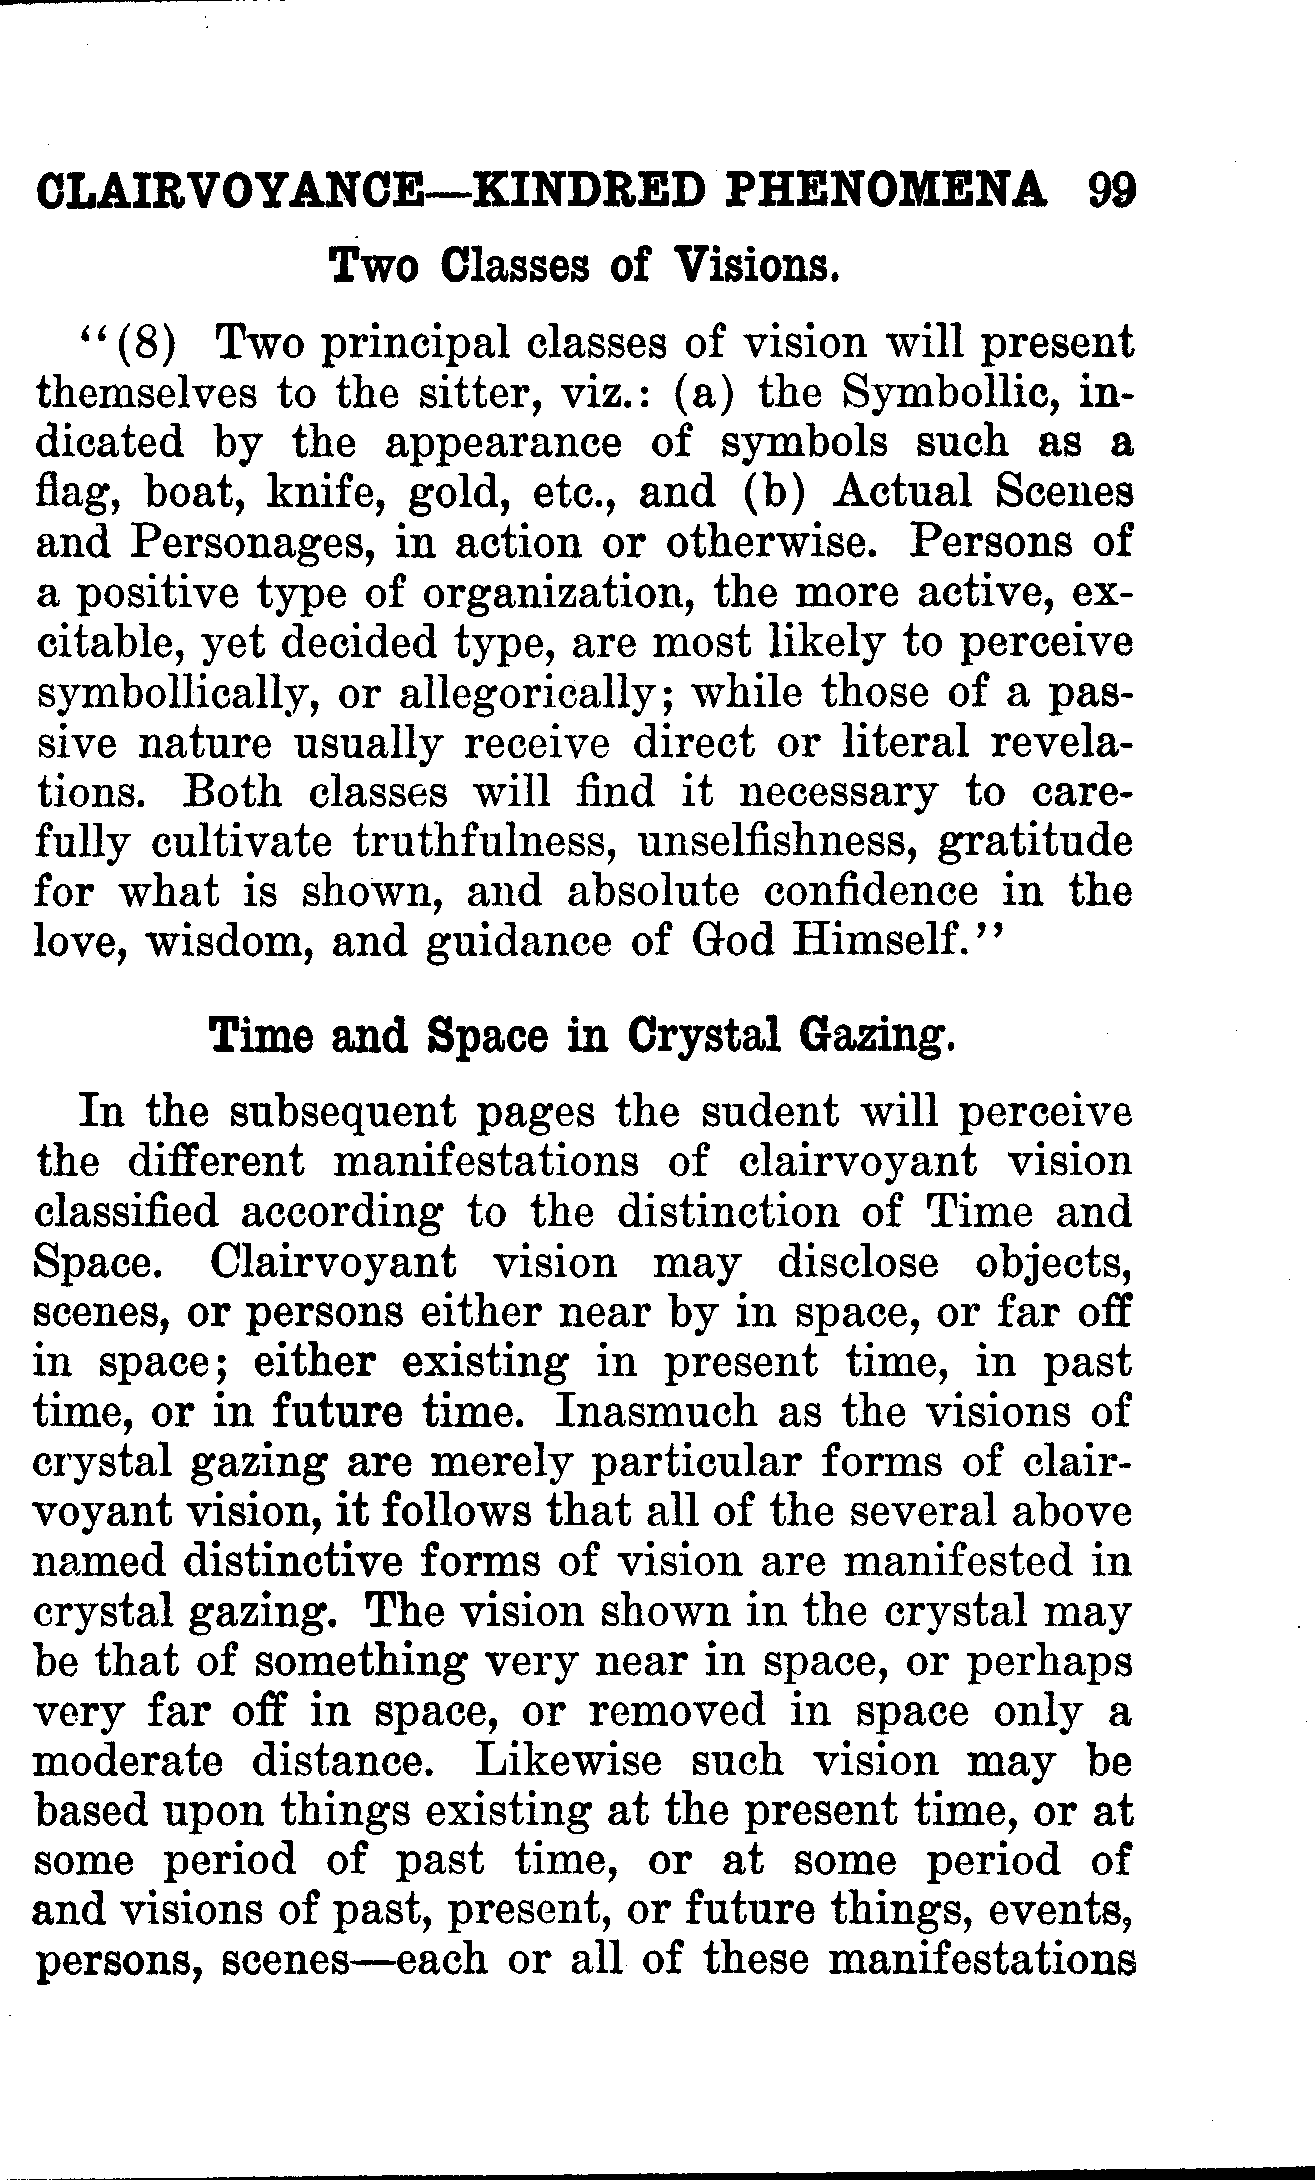 CLAIRVOYANCE—KINDRED PHENOMENA 99
Two Classes of Visions.
"(8) Two principal classes of vision will present
themselves to the sitter, viz.: (a) the Symbollic, in-
dicated by the appearance of symbols such as a
flag, boat, knife, gold, etc., and (b) Actual Scenes
and Personages, in action or otherwise. Persons of
a positive type of organization, the more active, ex-
citable, yet decided type, are most likely to perceive
symbollically, or allegorically; while those of a pas-
sive nature usually receive direct or literal revela-
tions. Both classes will find it necessary to care-
fully cultivate truthfulness, unselfishness, gratitude
for what is shown, and absolute confidence in the
love, wisdom, and guidance of God Himself."
Time and Space in Crystal Gazing.
In the subsequent pages the sudent will perceive
the different manifestations of clairvoyant vision
classified according to the distinction of Time and
Space. Clairvoyant vision may disclose objects,
scenes, or persons either near by in space, or far off
in space; either existing in present time, in past
time, or in future time. Inasmuch as the visions of
crystal gazing are merely particular forms of clair-
voyant vision, it follows that all of the several above
named distinctive forms of vision are manifested in
crystal gazing. The vision shown in the crystal may
be that of something very near in space, or perhaps
very far off in space, or removed in space only a
moderate distance. Likewise such vision may be
based upon things existing at the present time, or at
some period of past time, or at some period of
and visions of past, present, or future things, events,
persons, scenes—each or all of these manifestations